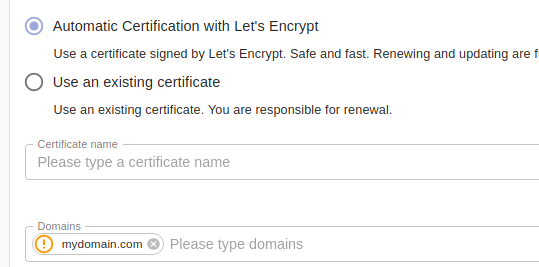 Automatic Certification with Let's Encrypt
Use a certificate signed by Let's Encrypt. Safe and fast. Renewing and updating are f
Use an existing certificate
Use an existing certificate. You are responsible for renewal.
Certificate name
Please type a certificate name
Domains
mydomain.com Please type domains